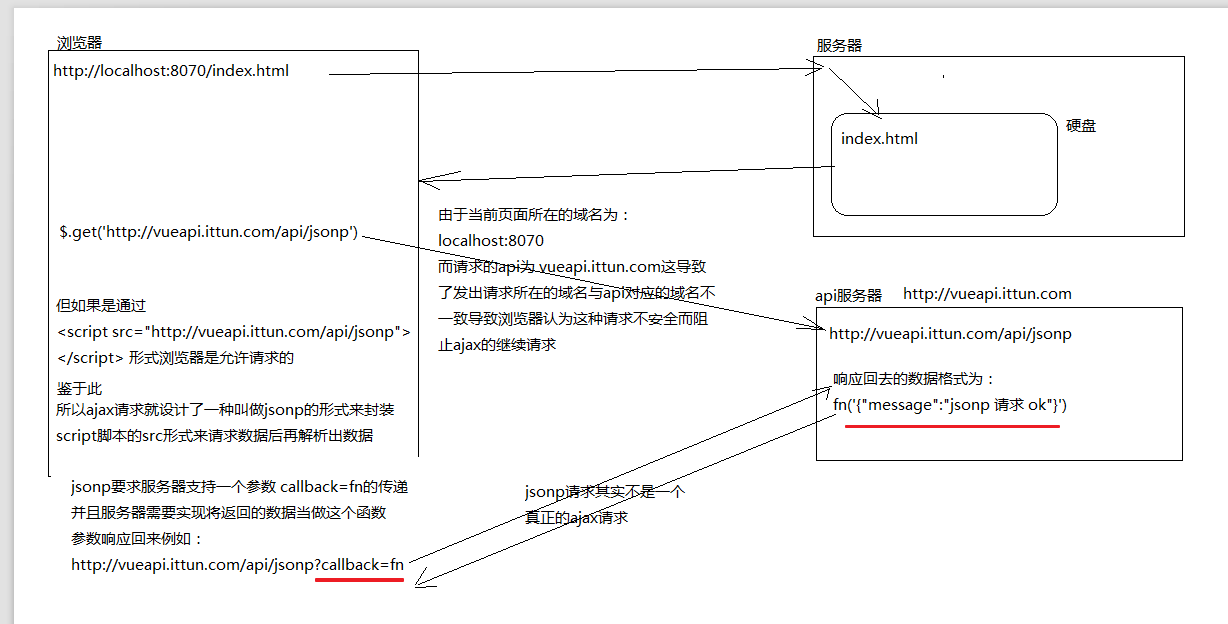 浏览器
http://localhost:8070/index.html
$.get('http://vueapi.ittun.com/api/jsonp')
但如果是通过
<script src="http://vueapi.ittun.com/api/jsonp">
</script> 形式浏览器是允许请求的
鉴于此
所以ajax请求就设计了一种叫做jsonp的形式来封装
script脚本的src形式来请求数据后再解析出数据
jsonp要求服务器支持一个参数 callback=fn的传递
并且服务器需要实现将返回的数据当做这个函数
参数响应回来例如：
http://vueapi.ittun.com/api/jsonp?callback=fn
由于当前页面所在的域名为：
localhost:8070
而请求的api为 vueapi.ittun.com这导致
了发出请求所在的域名与api对应的域名不
一致导致浏览器认为这种请求不安全而阻
止ajax的继续请求
jsonp请求其实不是一个
真正的ajax请求
服务器
index.html
硬盘
api服务器 http://vueapi.ittun.com
http://vueapi.ittun.com/api/jsonp
响应回去的数据格式为：
fn('{"message":"jsonp 请求 ok"}')